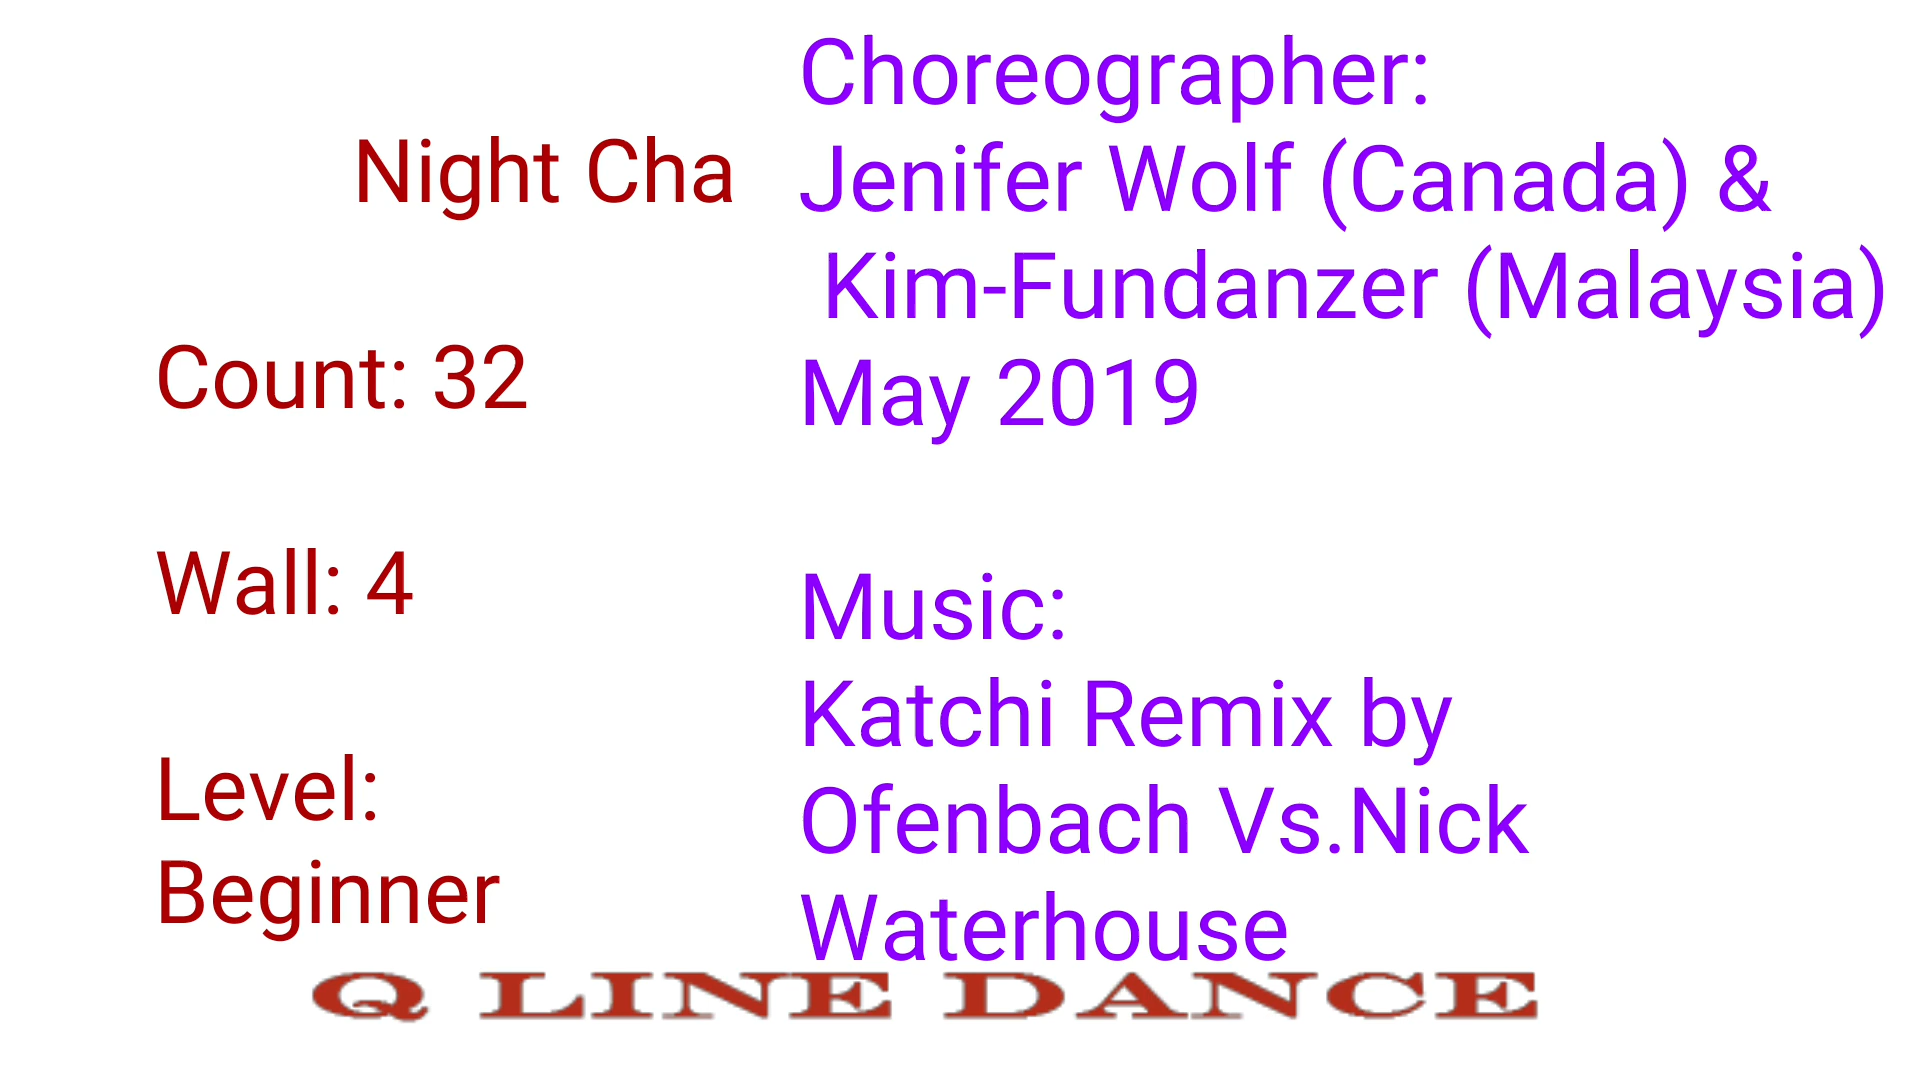 Night Cha
Count: 32
Wall: 4
Level:
Beginner
Choreographer:
Jenifer Wolf (Canada) &
Kim-Fundanzer (Malaysia)
May 2019
Music:
Katchi Remix by
Ofenbach Vs.Nick
Waterhouse
Q LINE DANCE